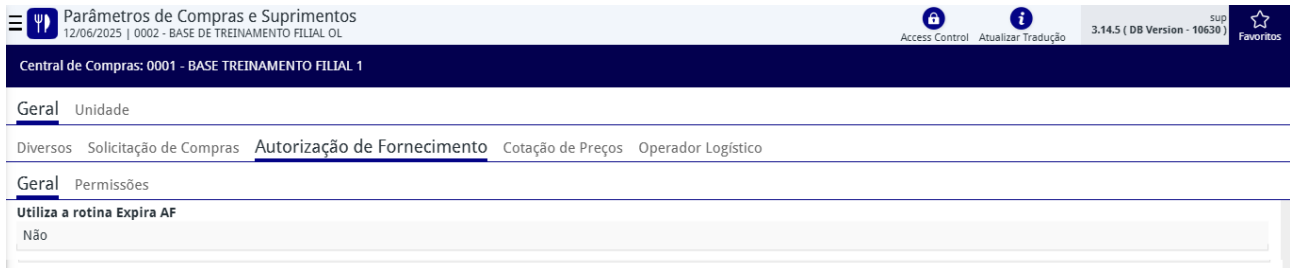 Parâmetros de Compras e Suprimentos
12/06/2025 | 0002 - BASE DE TREINAMENTO FILIAL OL
Access Control
Atualizar Tradução
sup
3.14.5 ( DB Version - 10630 )
Favoritos
Central de Compras: 0001 - BASE TREINAMENTO FILIAL 1
Geral Unidade
Diversos Solicitação de Compras Autorização de Fornecimento Cotação de Preços Operador Logístico
Geral Permissões
Utiliza a rotina Expira AF
Não